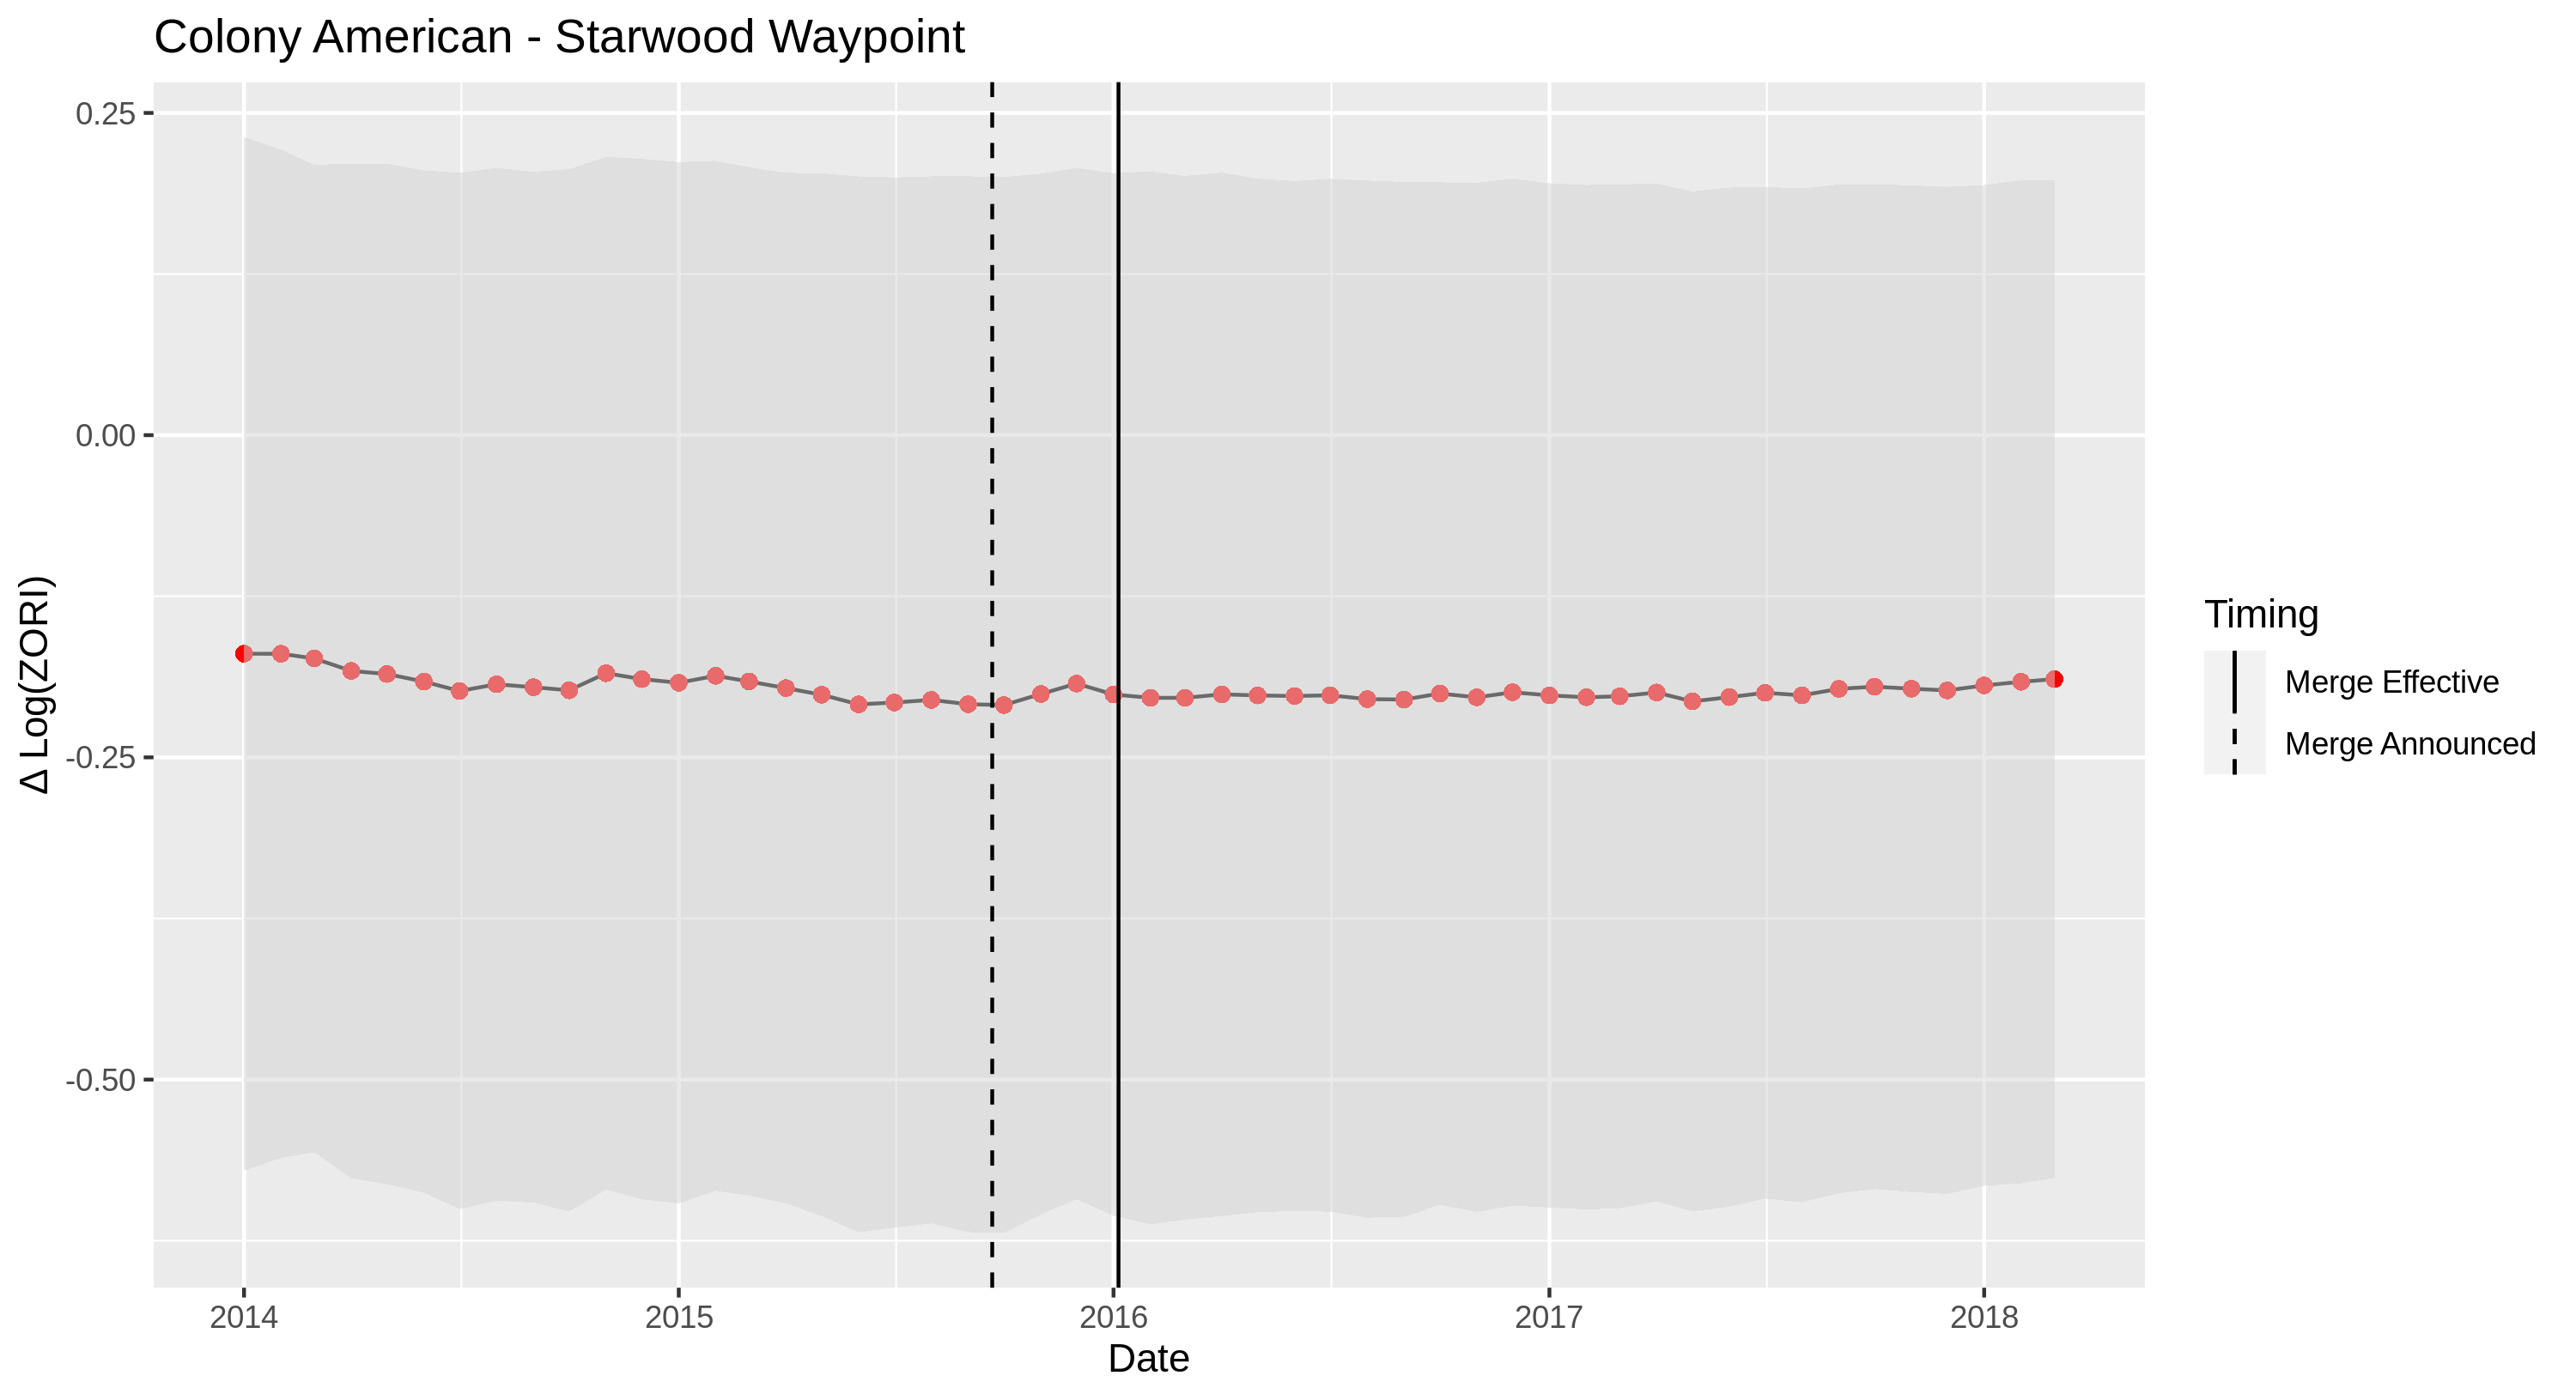 Colony American - Starwood Waypoint
0.25
0.00
-0.25
-0.50
Δ Log(ZORI)
2014
2015
2016
2017
2018
Date
Timing
Merge Effective
Merge Announced